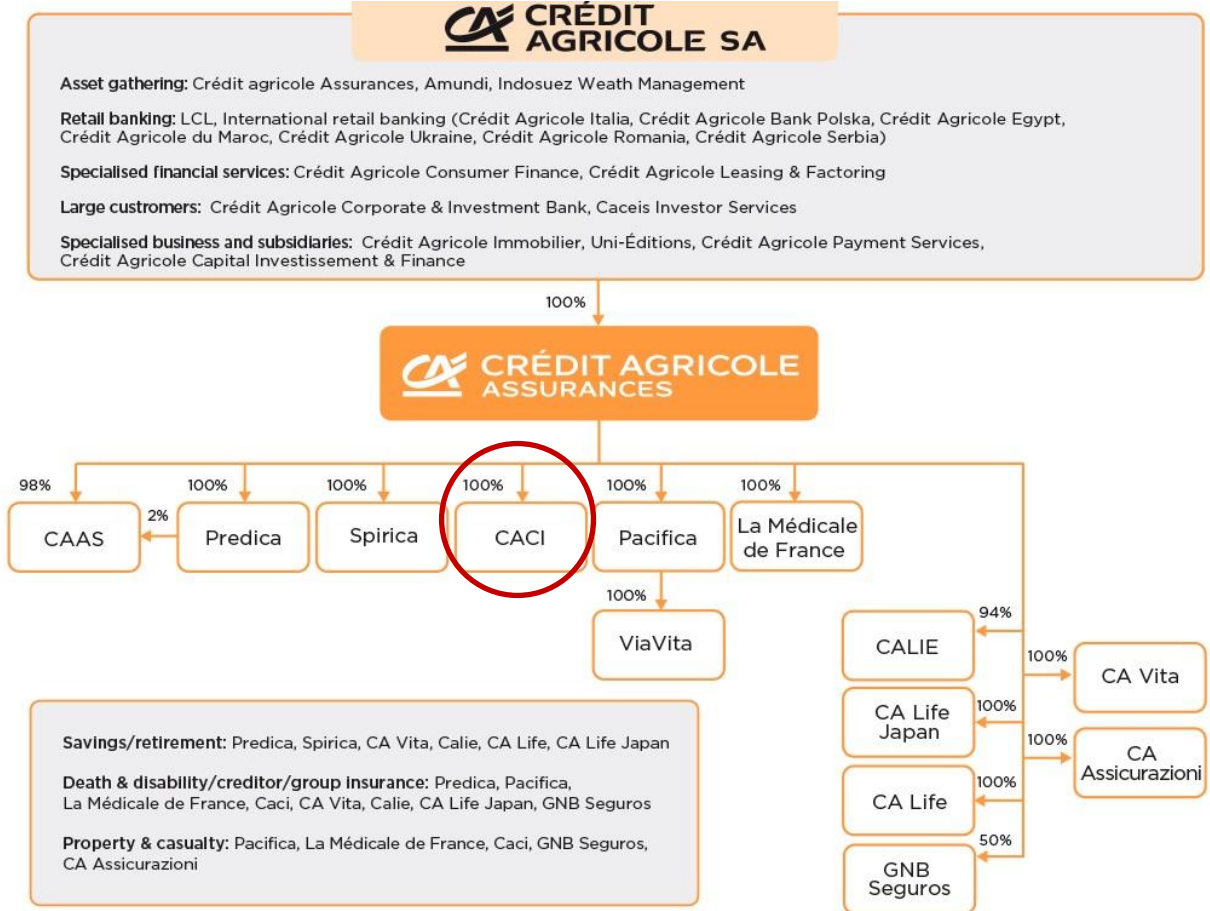 CRÉDIT
AGRICOLE SA
Asset gathering: Crédit agricole Assurances, Amundi, Indosuez Weath Management
Retail banking: LCL, International retail banking (Crédit Agricole Italia, Crédit Agricole Bank Polska, Crédit Agricole Egypt,
Crédit Agricole du Maroc, Crédit Agricole Ukraine, Crédit Agricole Romania, Crédit Agricole Serbia)
Specialised financial services: Crédit Agricole Consumer Finance, Crédit Agricole Leasing & Factoring
Large custromers: Crédit Agricole Corporate & Investment Bank, Caceis Investor Services
Specialised business and subsidiaries: Crédit Agricole Immobilier, Uni-Éditions, Crédit Agricole Payment Services,
Crédit Agricole Capital Investissement & Finance
100%
CRÉDIT AGRICOLE
ASSURANCES
98%
100%
100%
100%
100%
100%
CAAS
2%
Predica
Spirica
CACI
Pacifica
La Médicale
de France
100%
ViaVita
94%
CALIE
100%
CA Vita
100%
CA Life
Japan
100%
CA
Assicurazioni
100%
CA Life
50%
GNB
Seguros
Savings/retirement: Predica, Spirica, CA Vita, Calie, CA Life, CA Life Japan
Death & disability/creditor/group insurance: Predica, Pacifica,
La Médicale de France, Caci, CA Vita, Calie, CA Life Japan, GNB Seguros
Property & casualty: Pacifica, La Médicale de France, Caci, GNB Seguros,
CA Assicurazioni